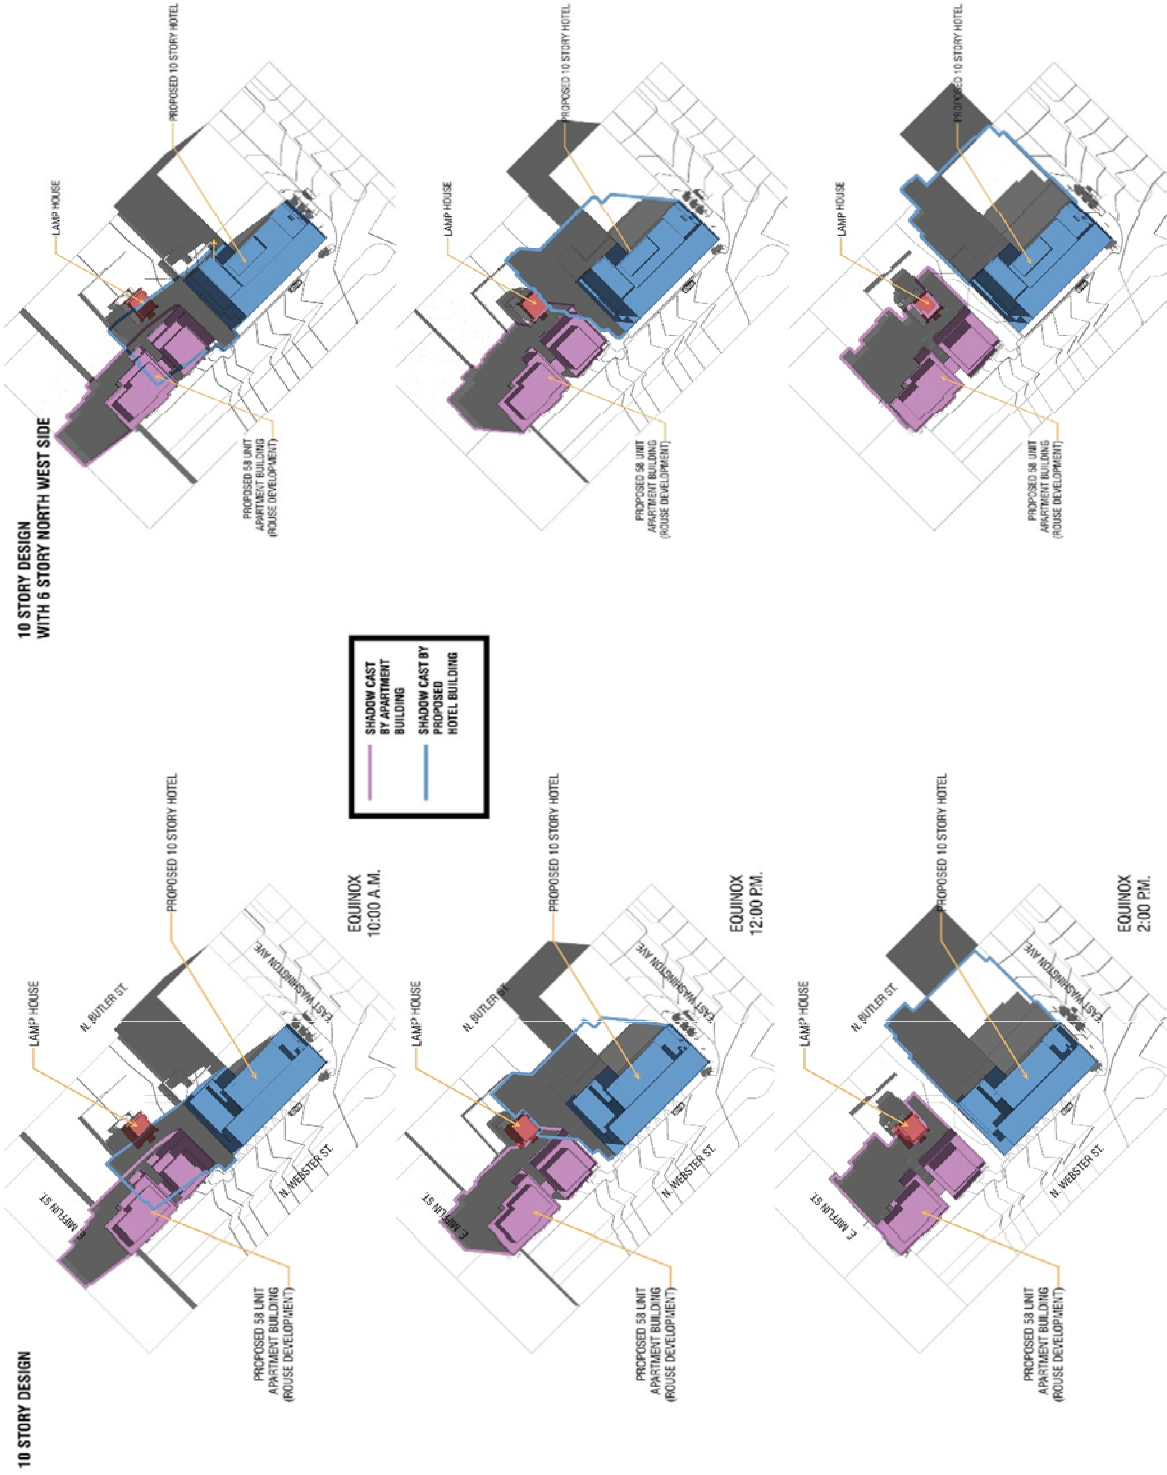 10 STORY DESIGN
10 STORY DESIGN
WITH 6 STORY NORTH WEST SIDE
LAMP HOUSE
E. MIFFLIN ST.
N. BUTLER ST.
PROPOSED 10 STORY HOTEL
EAST WASHINGTON AVE
PROPOSED 58 UNIT
APARTMENT BUILDING
(ROUSE DEVELOPMENT)
N. WEBSTER ST.
EQUINOX
10:00 A.M.
LAMP HOUSE
PROPOSED 10 STORY HOTEL
PROPOSED 58 UNIT
APARTMENT BUILDING
(ROUSE DEVELOPMENT)
SHADOW CAST
BY APARTMENT
BUILDING
SHADOW CAST BY
PROPOSED
HOTEL BUILDING
LAMP HOUSE
E. MIFFLIN ST.
N. BUTLER ST.
PROPOSED 10 STORY HOTEL
EAST WASHINGTON AVE
PROPOSED 58 UNIT
APARTMENT BUILDING
(ROUSE DEVELOPMENT)
N. WEBSTER ST.
EQUINOX
12:00 P.M.
LAMP HOUSE
PROPOSED 10 STORY HOTEL
PROPOSED 58 UNIT
APARTMENT BUILDING
(ROUSE DEVELOPMENT)
LAMP HOUSE
E. MIFFLIN ST.
N. BUTLER ST.
PROPOSED 10 STORY HOTEL
EAST WASHINGTON AVE
PROPOSED 58 UNIT
APARTMENT BUILDING
(ROUSE DEVELOPMENT)
N. WEBSTER ST.
EQUINOX
2:00 P.M.
LAMP HOUSE
PROPOSED 10 STORY HOTEL
PROPOSED 58 UNIT
APARTMENT BUILDING
(ROUSE DEVELOPMENT)